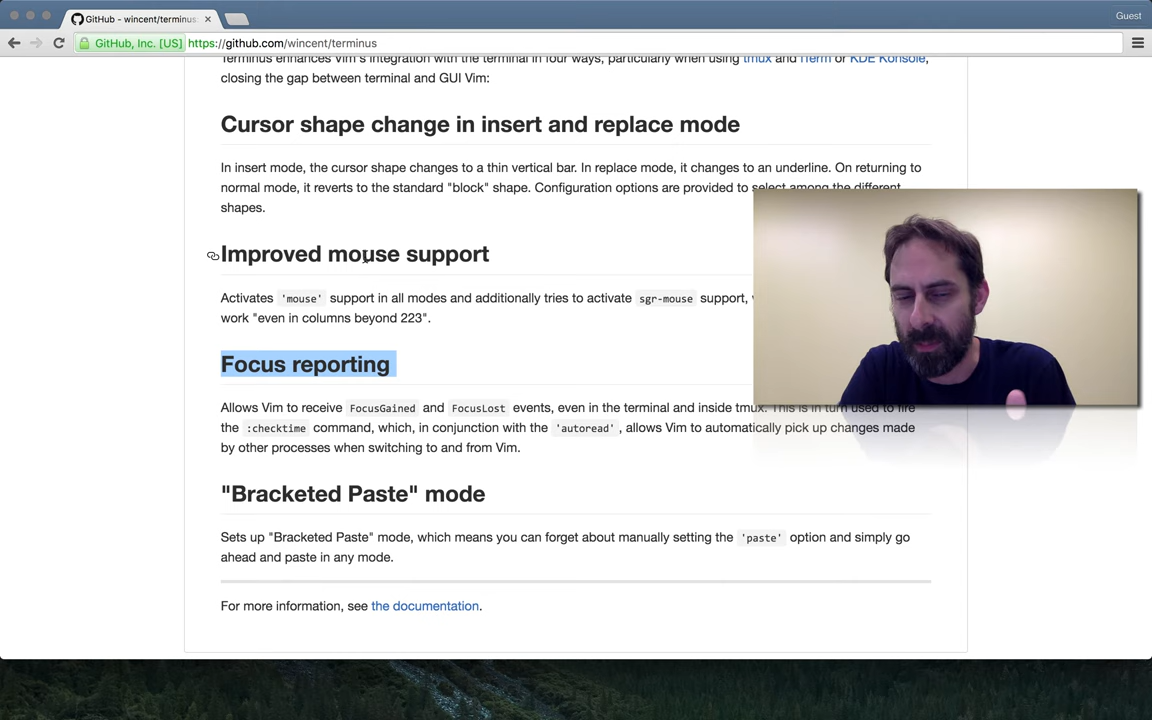 GitHub - wincent/terminus:
Guest
GitHub, Inc. [US] https://github.com/wincent/terminus
Terminus enhances Vim's integration with the terminal in four ways, particularly when using tmux and iTerm or KDE Konsole,
closing the gap between terminal and GUI Vim:
Cursor shape change in insert and replace mode
In insert mode, the cursor shape changes to a thin vertical bar. In replace mode, it changes to an underline. On returning to
normal mode, it reverts to the standard "block" shape. Configuration options are provided to select among the different
shapes.
Improved mouse support
Activates 'mouse' support in all modes and additionally tries to activate sgr-mouse support,
work "even in columns beyond 223".
Focus reporting
Allows Vim to receive FocusGained and FocusLost events, even in the terminal and inside tmux. This is in turn used to fire
the :checktime command, which, in conjunction with the 'autoread', allows Vim to automatically pick up changes made
by other processes when switching to and from Vim.
"Bracketed Paste" mode
Sets up "Bracketed Paste" mode, which means you can forget about manually setting the 'paste' option and simply go
ahead and paste in any mode.
For more information, see the documentation.